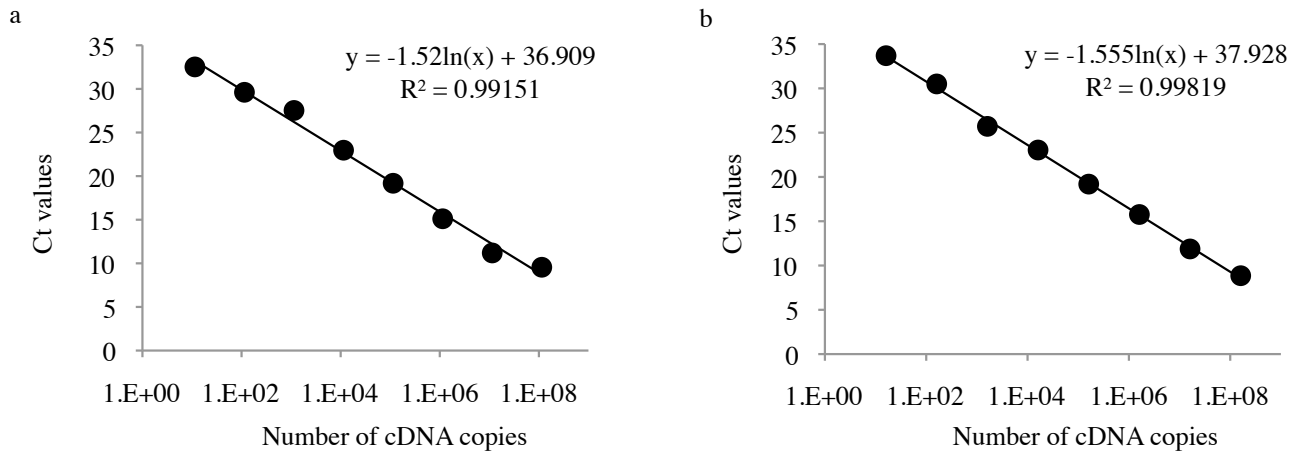 a
y = -1.52ln(x) + 36.909
R² = 0.99151
35
30
25
20
15
10
5
0
Ct values
1.E+00 1.E+02 1.E+04 1.E+06 1.E+08
Number of cDNA copies
b
y = -1.555ln(x) + 37.928
R² = 0.99819
35
30
25
20
15
10
5
0
Ct values
1.E+00 1.E+02 1.E+04 1.E+06 1.E+08
Number of cDNA copies